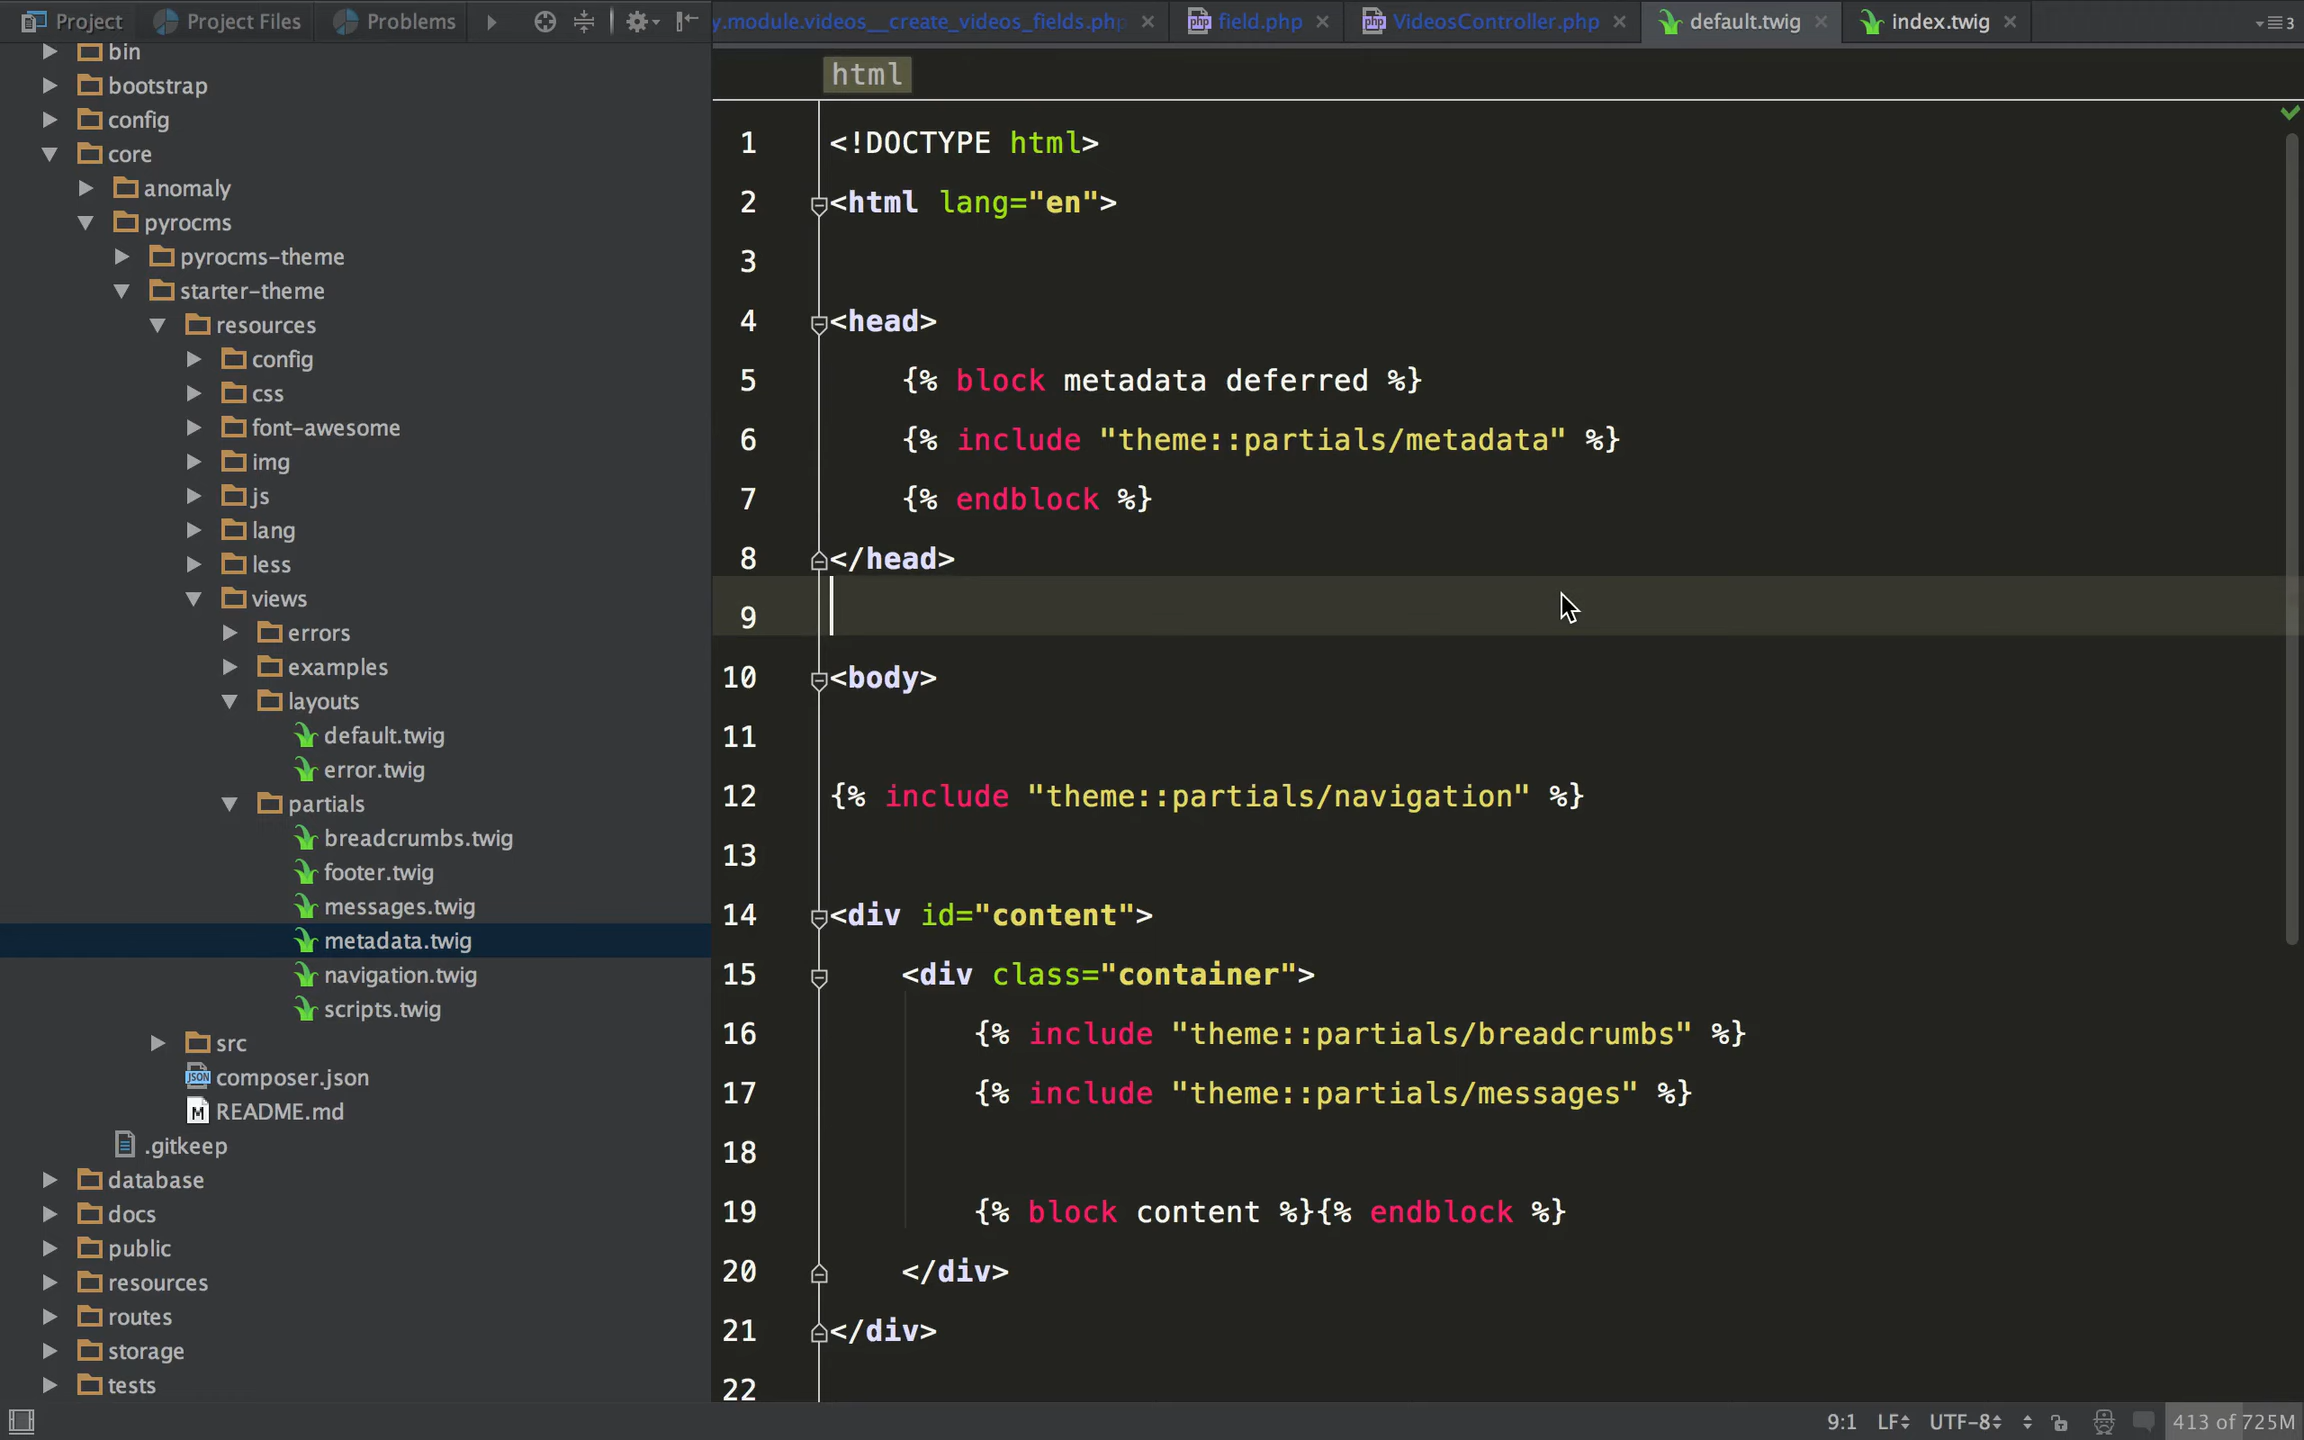 Project
Project Files
Problems
y.module.videos__create_videos_fields.php
field.php
VideosController.php
default.twig
index.twig
3
bin
bootstrap
config
core
anomaly
pyrocms
pyrocms-theme
starter-theme
resources
config
css
font-awesome
img
js
lang
less
views
errors
examples
layouts
default.twig
error.twig
partials
breadcrumbs.twig
footer.twig
messages.twig
metadata.twig
navigation.twig
scripts.twig
src
composer.json
README.md
.gitkeep
database
docs
public
resources
routes
storage
tests
html
1 <!DOCTYPE html>
2 <html lang="en">
3
4 <head>
5     {% block metadata deferred %}
6     {% include "theme::partials/metadata" %}
7     {% endblock %}
8 </head>
9
10 <body>
11
12 {% include "theme::partials/navigation" %}
13
14 <div id="content">
15     <div class="container">
16         {% include "theme::partials/breadcrumbs" %}
17         {% include "theme::partials/messages" %}
18
19         {% block content %}{% endblock %}
20     </div>
21 </div>
22
9:1 LF UTF-8 413 of 725M